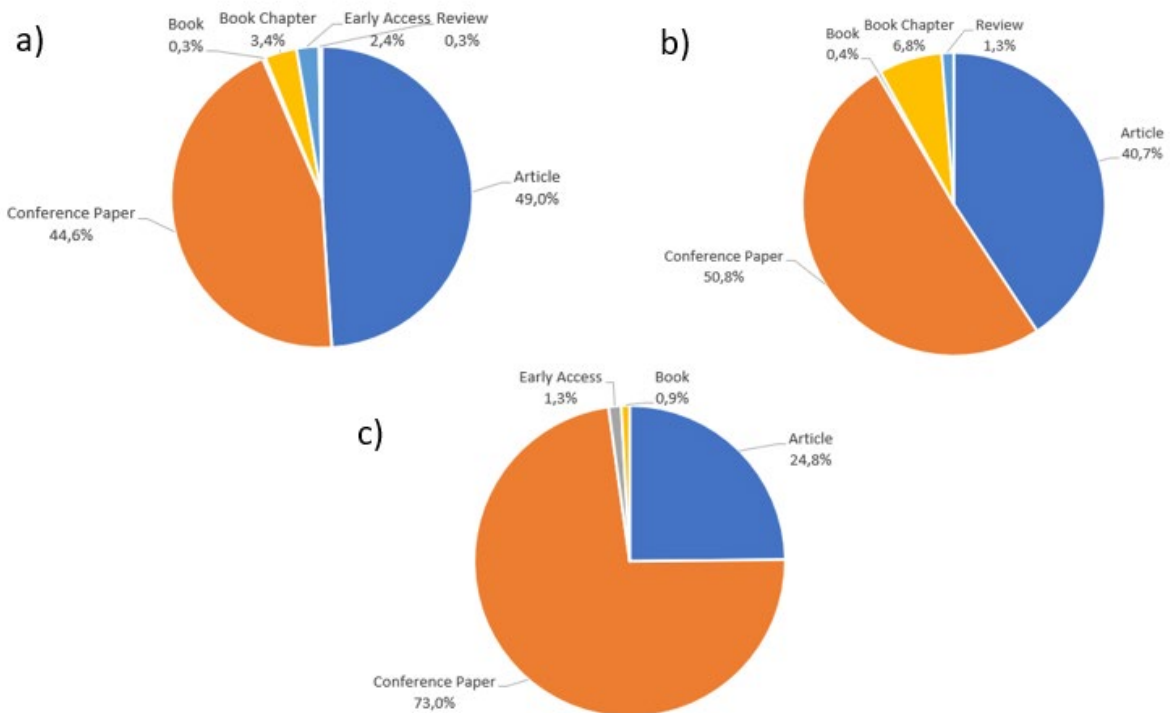 a)
Book
0,3%
Book Chapter
3,4%
Early Access
2,4%
Review
0,3%
Article
49,0%
Conference Paper
44,6%
b)
Book
0,4%
Book Chapter
6,8%
Review
1,3%
Article
40,7%
Conference Paper
50,8%
c)
Early Access
1,3%
Book
0,9%
Article
24,8%
Conference Paper
73,0%